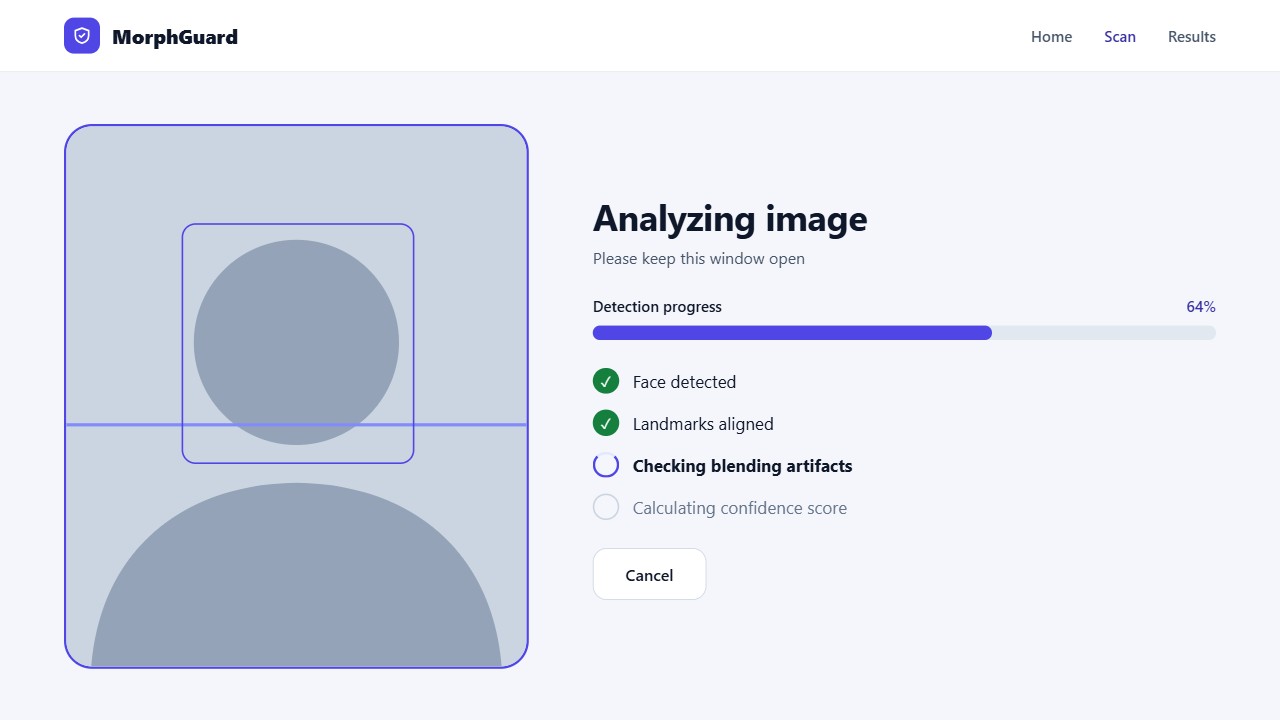 MorphGuard
Home
Scan
Results
Analyzing image
Please keep this window open
Detection progress
64%
Face detected
Landmarks aligned
Checking blending artifacts
Calculating confidence score
Cancel